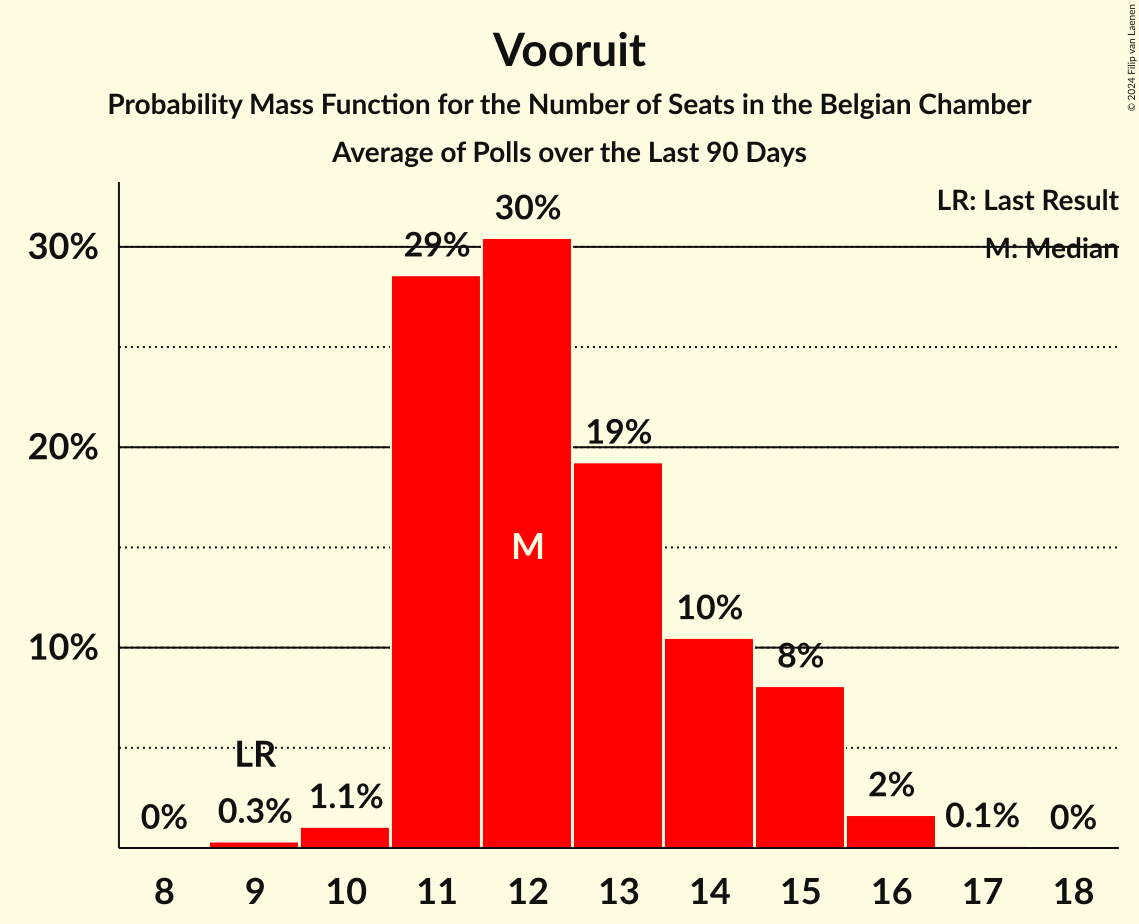 © 2024 Filip van Laenen
Vooruit
Probability Mass Function for the Number of Seats in the Belgian Chamber
Average of Polls over the Last 90 Days
LR: Last Result
M: Median
30%
20%
10%
0%
LR
0.3%
1.1%
29%
30%
M
19%
10%
8%
2%
0.1%
0%
8 9 10 11 12 13 14 15 16 17 18